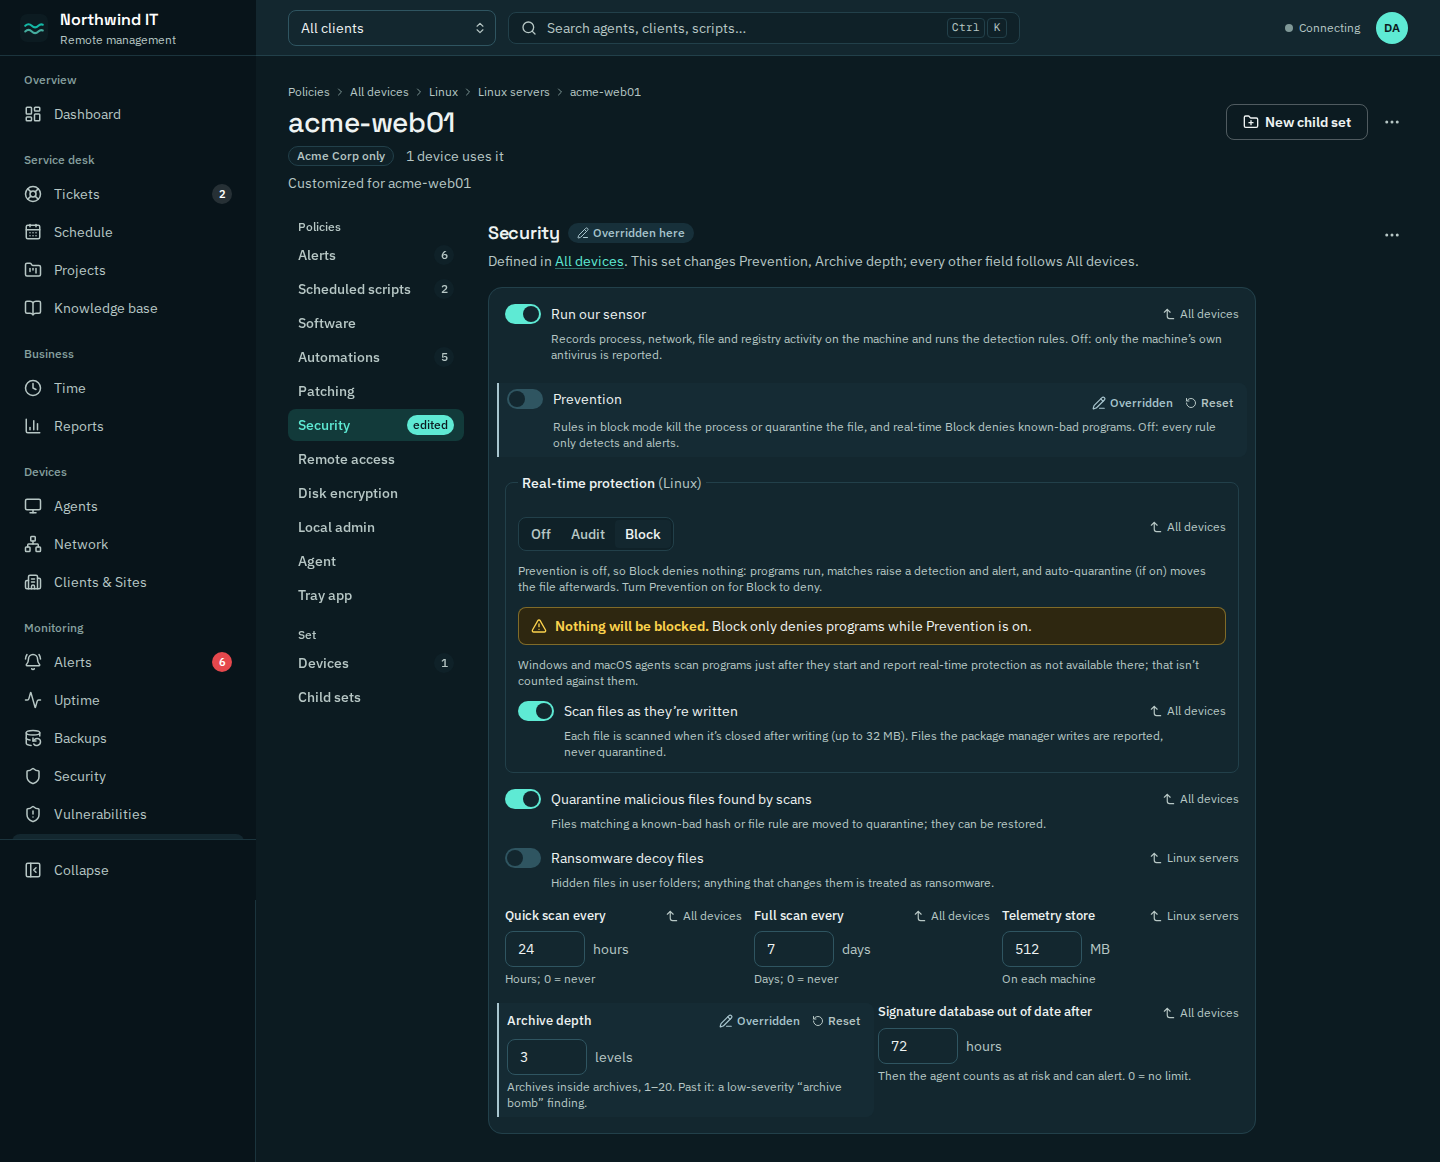 Northwind IT
Remote management
All clients
Search agents, clients, scripts...
Ctrl K
Connecting
DA
Overview
Dashboard
Service desk
Tickets 2
Schedule
Projects
Knowledge base
Business
Time
Reports
Devices
Agents
Network
Clients & Sites
Monitoring
Alerts 6
Uptime
Backups
Security
Vulnerabilities
Collapse
Policies > All devices > Linux > Linux servers > acme-web01
acme-web01
New child set
Acme Corp only 1 device uses it
Customized for acme-web01
Policies
Alerts 6
Scheduled scripts 2
Software
Automations 5
Patching
Security edited
Remote access
Disk encryption
Local admin
Agent
Tray app
Set
Devices 1
Child sets
Security Overridden here
Defined in All devices. This set changes Prevention, Archive depth; every other field follows All devices.
Run our sensor All devices
Records process, network, file and registry activity on the machine and runs the detection rules. Off: only the machine’s own
antivirus is reported.
Prevention Overridden Reset
Rules in block mode kill the process or quarantine the file, and real-time Block denies known-bad programs. Off: every rule
only detects and alerts.
Real-time protection (Linux)
Off Audit Block All devices
Prevention is off, so Block denies nothing: programs run, matches raise a detection and alert, and auto-quarantine (if on) moves
the file afterwards. Turn Prevention on for Block to deny.
Nothing will be blocked. Block only denies programs while Prevention is on.
Windows and macOS agents scan programs just after they start and report real-time protection as not available there; that isn’t
counted against them.
Scan files as they’re written All devices
Each file is scanned when it’s closed after writing (up to 32 MB). Files the package manager writes are reported,
never quarantined.
Quarantine malicious files found by scans All devices
Files matching a known-bad hash or file rule are moved to quarantine; they can be restored.
Ransomware decoy files Linux servers
Hidden files in user folders; anything that changes them is treated as ransomware.
Quick scan every All devices Full scan every All devices Telemetry store Linux servers
24 hours 7 days 512 MB
Hours; 0 = never Days; 0 = never On each machine
Archive depth Overridden Reset
3 levels
Archives inside archives, 1–20. Past it: a low-severity “archive
bomb” finding.
Signature database out of date after All devices
72 hours
Then the agent counts as at risk and can alert. 0 = no limit.